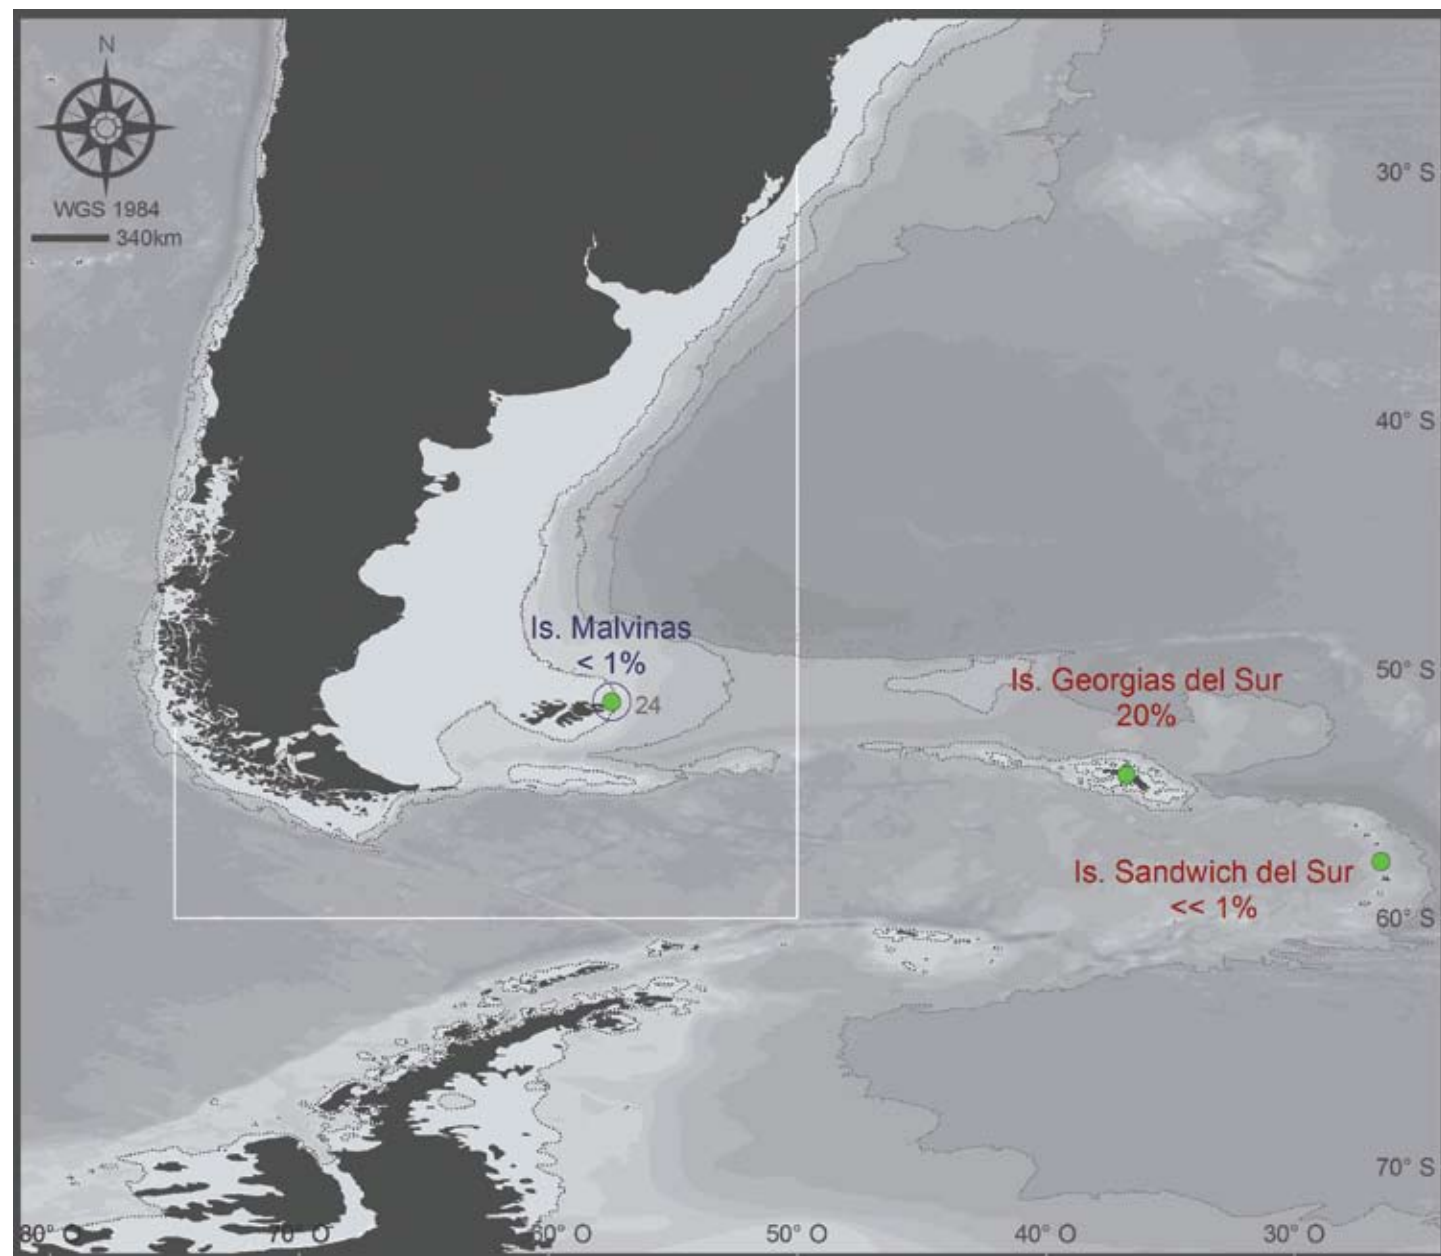 N
WGS 1984
340km
30° S
40° S
Is. Malvinas
< 1%
24
50° S
Is. Georgias del Sur
20%
Is. Sandwich del Sur
<< 1%
60° S
70° S
80° O 70° O 60° O 50° O 40° O 30° O